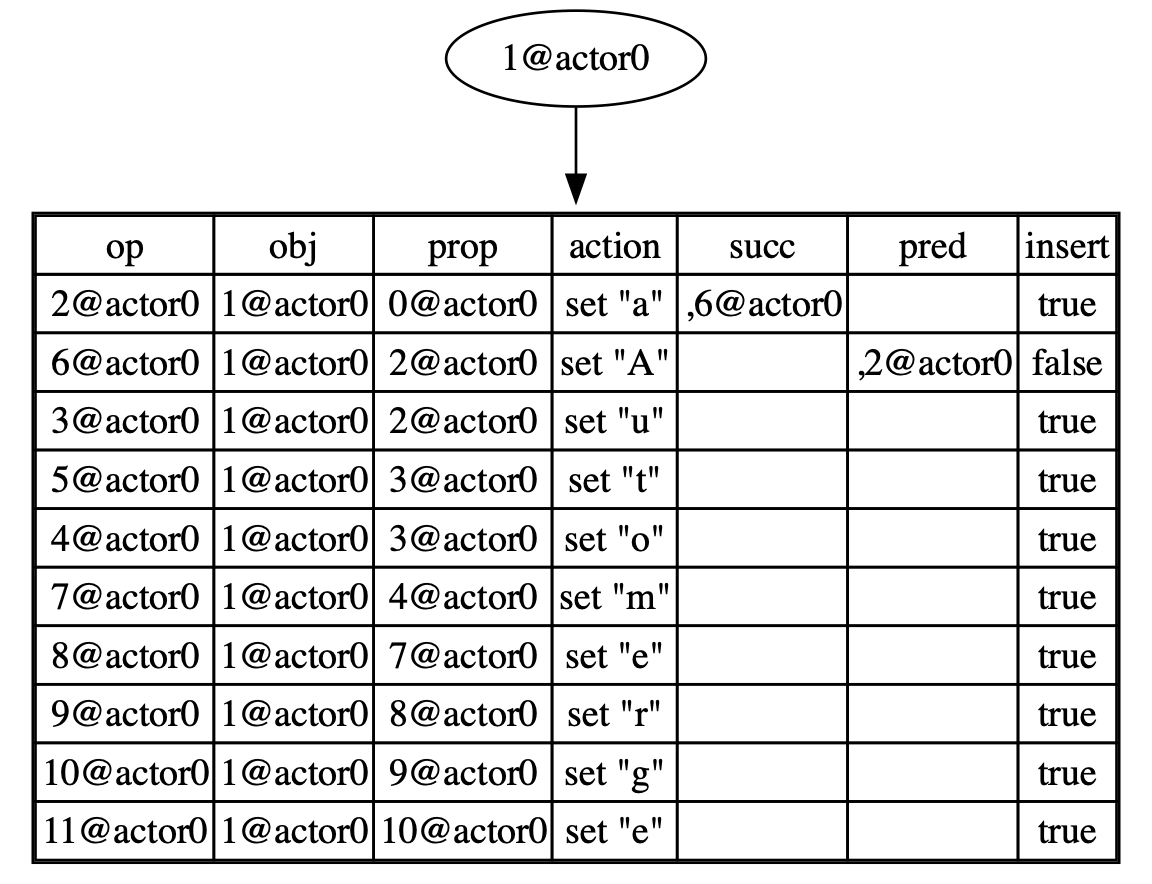 1@actor0
op obj prop action succ pred insert
2@actor0 1@actor0 0@actor0 set "a" ,6@actor0 true
6@actor0 1@actor0 2@actor0 set "A" ,2@actor0 false
3@actor0 1@actor0 2@actor0 set "u" true
5@actor0 1@actor0 3@actor0 set "t" true
4@actor0 1@actor0 3@actor0 set "o" true
7@actor0 1@actor0 4@actor0 set "m" true
8@actor0 1@actor0 7@actor0 set "e" true
9@actor0 1@actor0 8@actor0 set "r" true
10@actor0 1@actor0 9@actor0 set "g" true
11@actor0 1@actor0 10@actor0 set "e" true